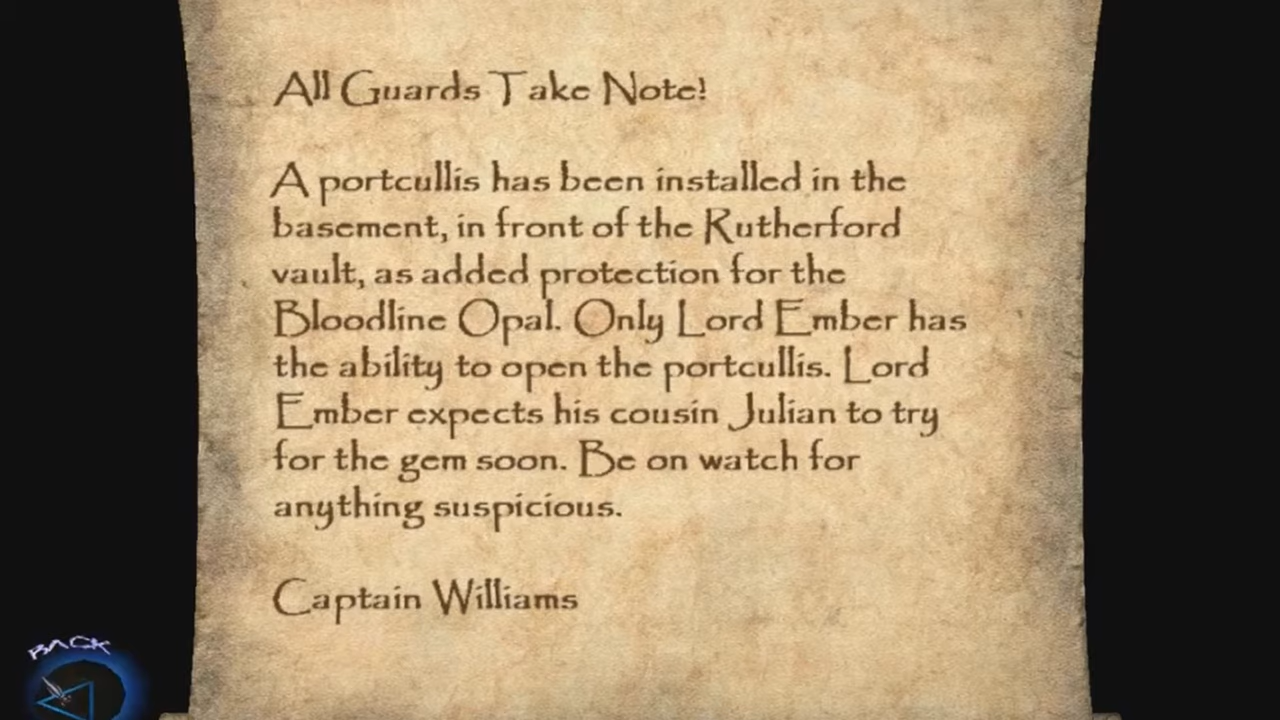 All Guards Take Note!
A portcullis has been installed in the
basement, in front of the Rutherford
vault, as added protection for the
Bloodline Opal. Only Lord Ember has
the ability to open the portcullis. Lord
Ember expects his cousin Julian to try
for the gem soon. Be on watch for
anything suspicious.
Captain Williams
BACK